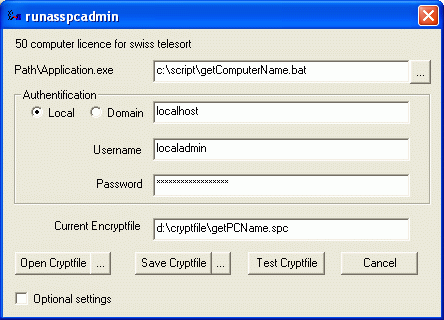 runasspcadmin
50 computer licence for swiss telesort
Path\Application.exe c:\script\getComputerName.bat ...
Authentification
Local Domain localhost
Username localadmin
Password xxxxxxxxxxxxxxxxxx
Current Encryptfile d:\cryptfile\getPCName.spc
Open Cryptfile ... Save Cryptfile ... Test Cryptfile Cancel
Optional settings